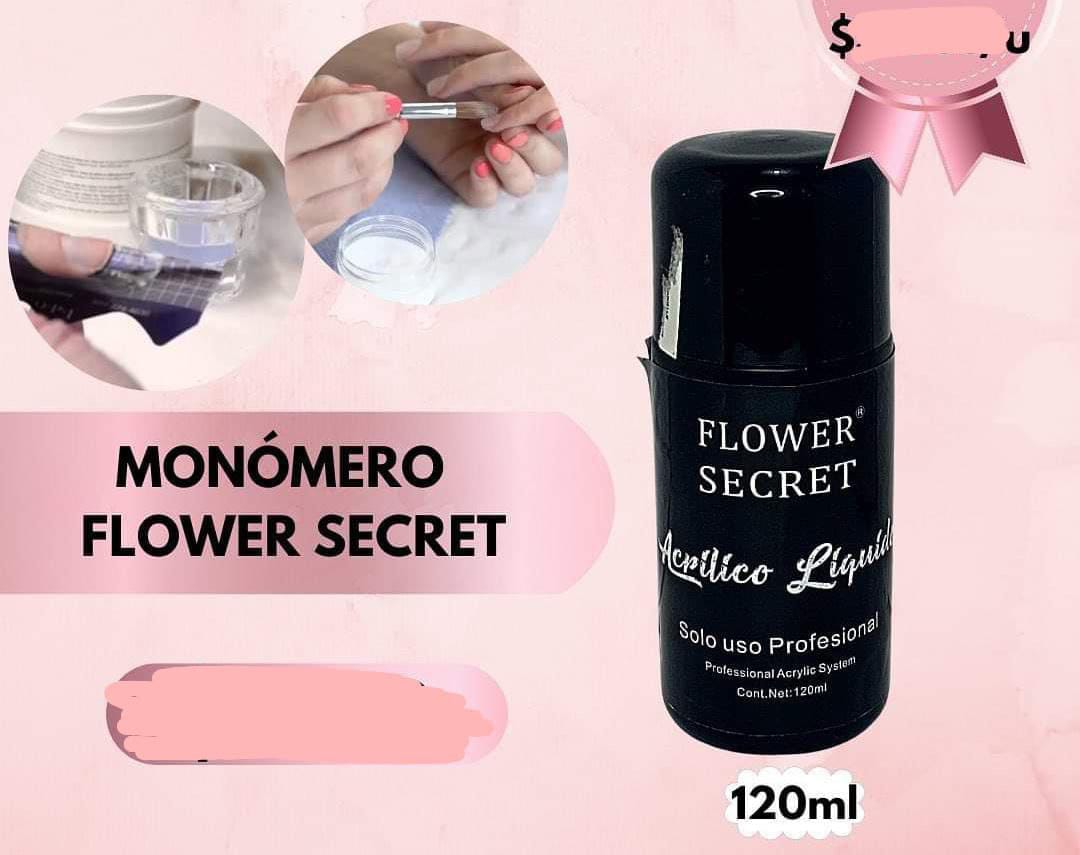 $ /u
MONÓMERO
FLOWER SECRET
FLOWER®
SECRET
Acrílico Líquido
Solo uso Profesional
Professional Acrylic System
Cont.Net:120ml
120ml